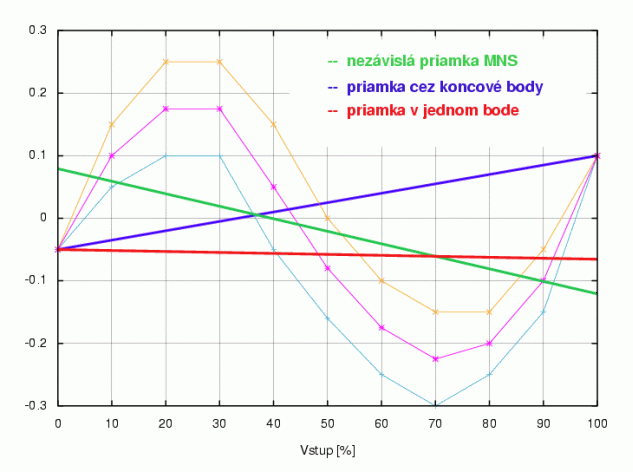 0.3
0.2
0.1
0
-0.1
-0.2
-0.3
-- nezávislá priamka MNS
-- priamka cez koncové body
-- priamka v jednom bode
0 10 20 30 40 50 60 70 80 90 100
Vstup [%]